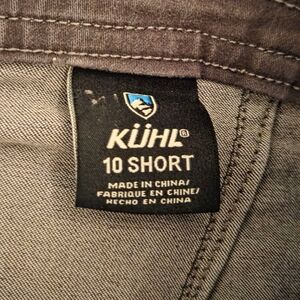 KÜHL®
10 SHORT
MADE IN CHINA/
FABRIQUE EN CHINE/
HECHO EN CHINA